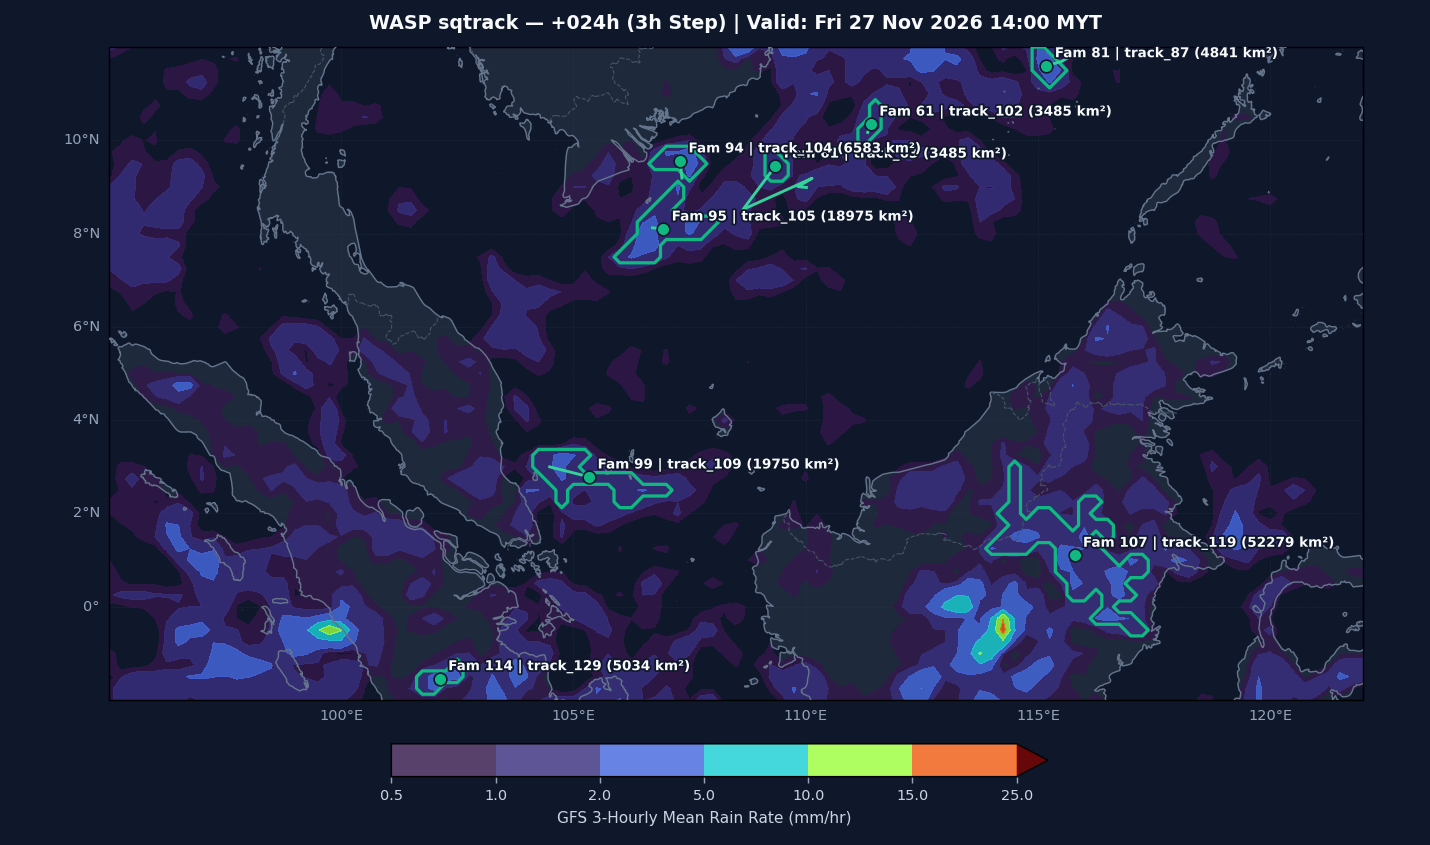 WASP sqtrack — +024h (3h Step) | Valid: Fri 27 Nov 2026 14:00 MYT
Fam 81 | track_87 (4841 km²)
Fam 61 | track_102 (3485 km²)
10°N
Fam 94 | track_104 (6583 km²)
(3485 km²)
Fam 95 | track_105 (18975 km²)
8°N
6°N
4°N
Fam 99 | track_109 (19750 km²)
2°N
Fam 107 | track_119 (52279 km²)
0°
Fam 114 | track_129 (5034 km²)
100°E 105°E 110°E 115°E 120°E
0.5 1.0 2.0 5.0 10.0 15.0 25.0
GFS 3-Hourly Mean Rain Rate (mm/hr)